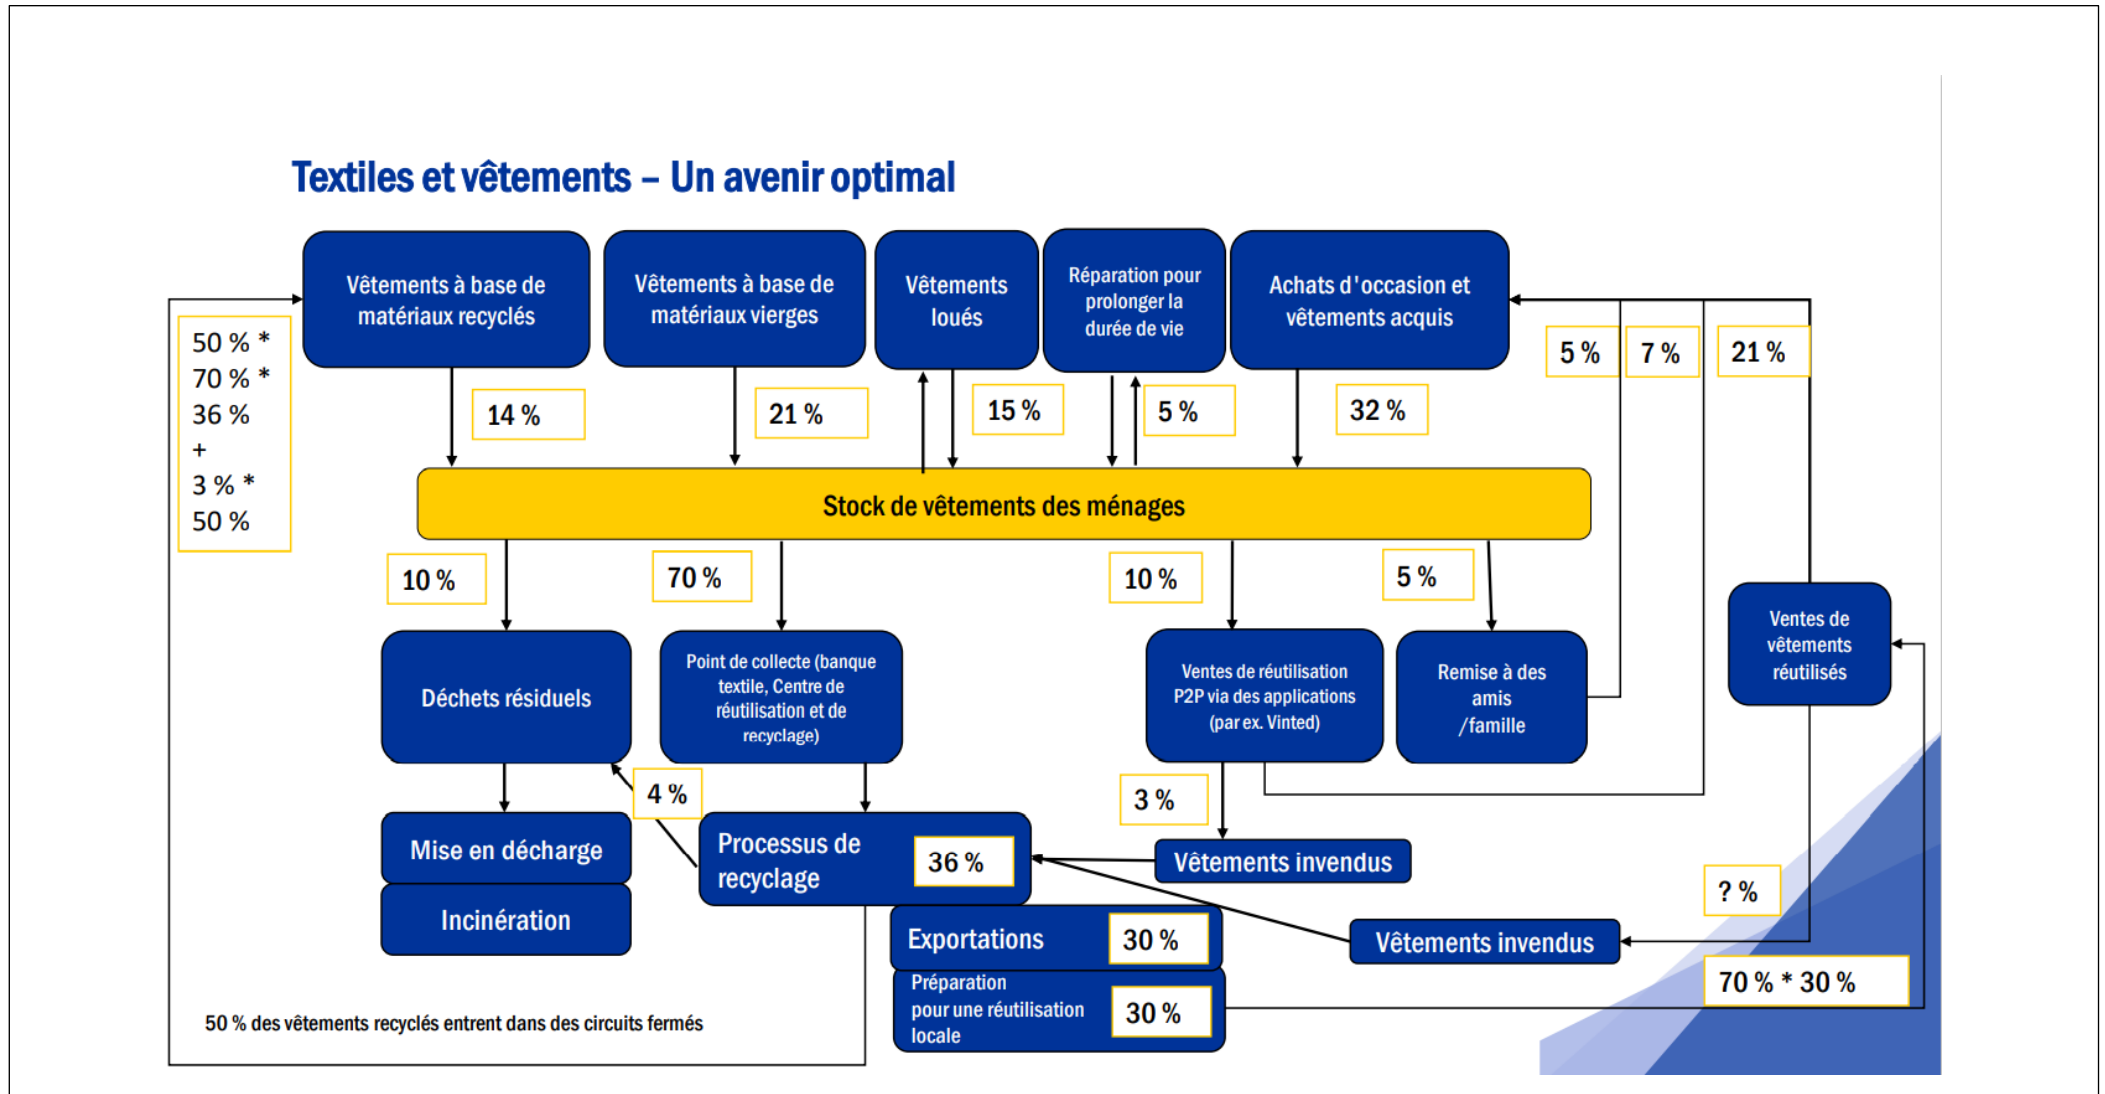 Textiles et vêtements – Un avenir optimal
Vêtements à base de
matériaux recyclés
Vêtements à base de
matériaux vierges
Vêtements
loués
Réparation pour
prolonger la
durée de vie
Achats d'occasion et
vêtements acquis
50 % *
70 % *
36 %
+
3 % *
50 %
5 %
7 %
21 %
14 %
21 %
15 %
5 %
32 %
Stock de vêtements des ménages
10 %
70 %
10 %
5 %
Déchets résiduels
Point de collecte (banque
textile, Centre de
réutilisation et de
recyclage)
Ventes de réutilisation
P2P via des applications
(par ex. Vinted)
Remise à des
amis
/famille
Ventes de
vêtements
réutilisés
4 %
3 %
Mise en décharge
Incinération
Processus de
recyclage
36 %
Vêtements invendus
? %
Exportations
30 %
Vêtements invendus
Préparation
pour une réutilisation
locale
30 %
70 % * 30 %
50 % des vêtements recyclés entrent dans des circuits fermés